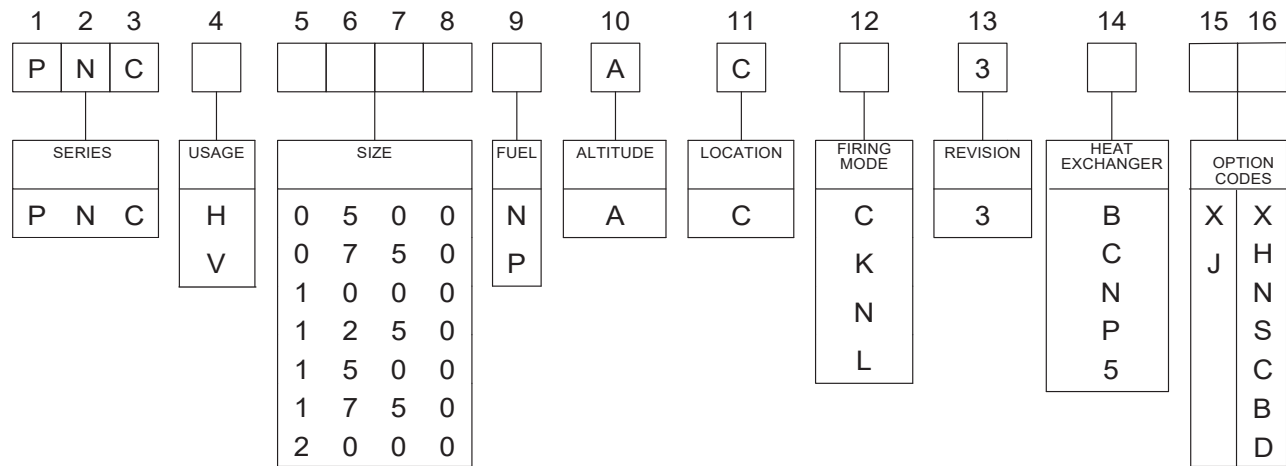 1 2 3 4 5 6 7 8 9 10 11 12 13 14 15 16
P N C A C 3
SERIES USAGE SIZE FUEL ALTITUDE LOCATION FIRING MODE REVISION HEAT EXCHANGER OPTION CODES
P N C H 0 5 0 0 N A C C 3 B X X
V 0 7 5 0 P K C J H
1 0 0 0 N N N
1 2 5 0 L P S
1 5 0 0 5 C
1 7 5 0 B
2 0 0 0 D